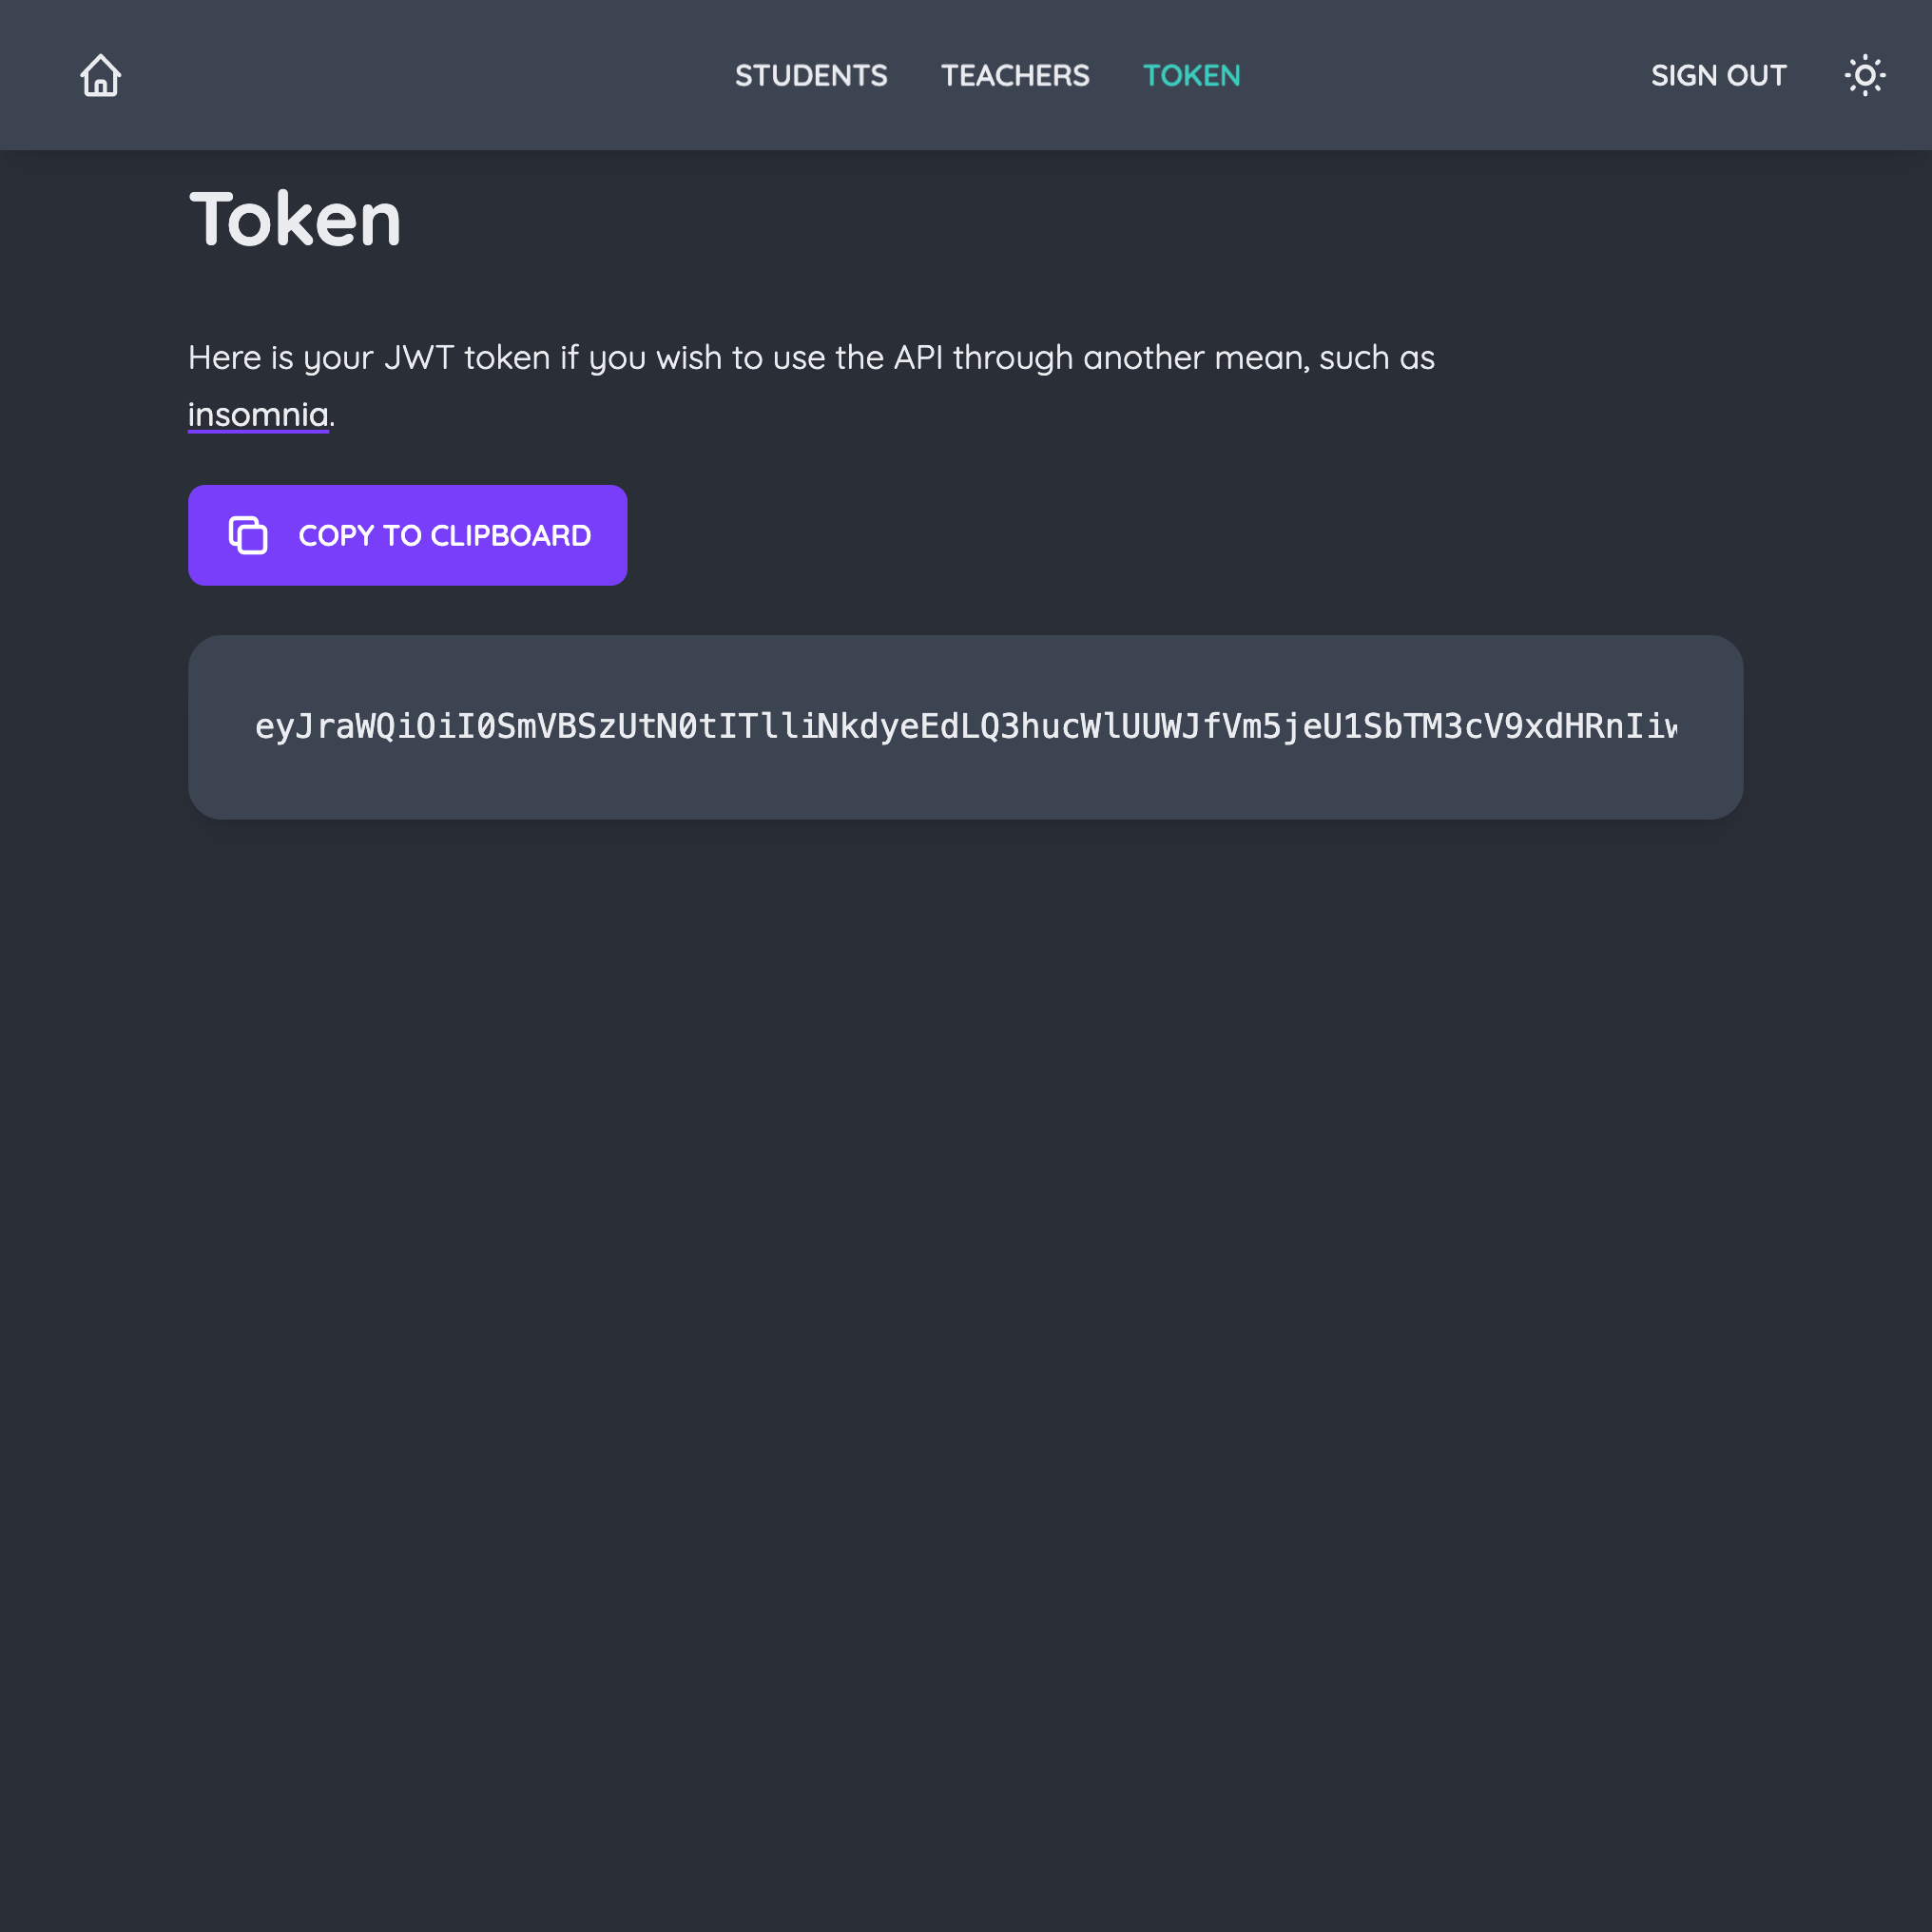 STUDENTS TEACHERS TOKEN SIGN OUT
Token
Here is your JWT token if you wish to use the API through another mean, such as
insomnia.
COPY TO CLIPBOARD
eyJraWQiOiI0SmVBSzUtN0tITlliNkdyeEdLQ3hucWlUUWJfVm5jeU1SbTM3cV9xdHRnIiw